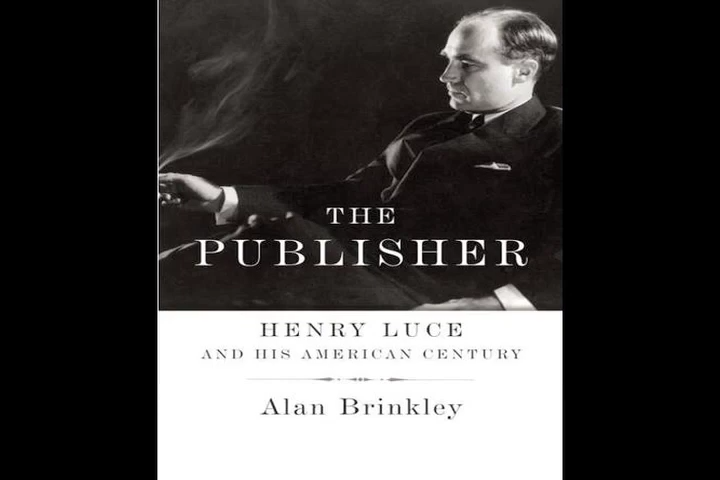 THE
PUBLISHER
HENRY LUCE
AND HIS AMERICAN CENTURY
Alan Brinkley